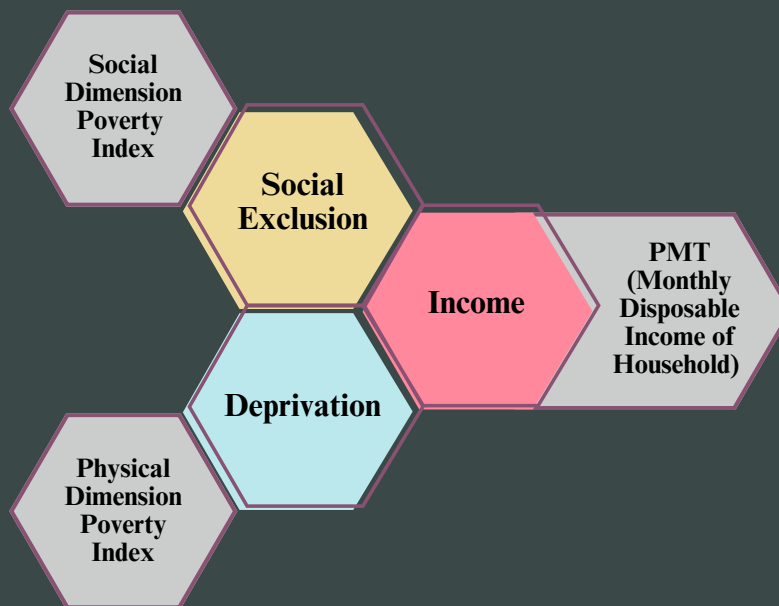 Social
Dimension
Poverty
Index
Social
Exclusion
Income
PMT
(Monthly
Disposable
Income of
Household)
Deprivation
Physical
Dimension
Poverty
Index